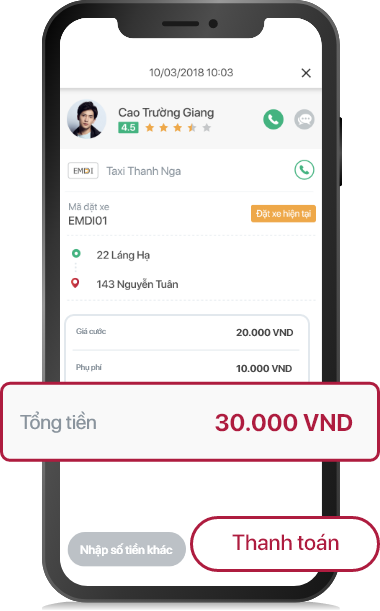 10/03/2018 10:03
Cao Trường Giang
4.5
EMDI
Taxi Thanh Nga
Mã đặt xe
EMDI01
Đặt xe hiện tại
22 Láng Hạ
143 Nguyễn Tuân
Giá cước 20.000 VND
Phụ phí 10.000 VND
Tổng tiền 30.000 VND
Nhập số tiền khác
Thanh toán